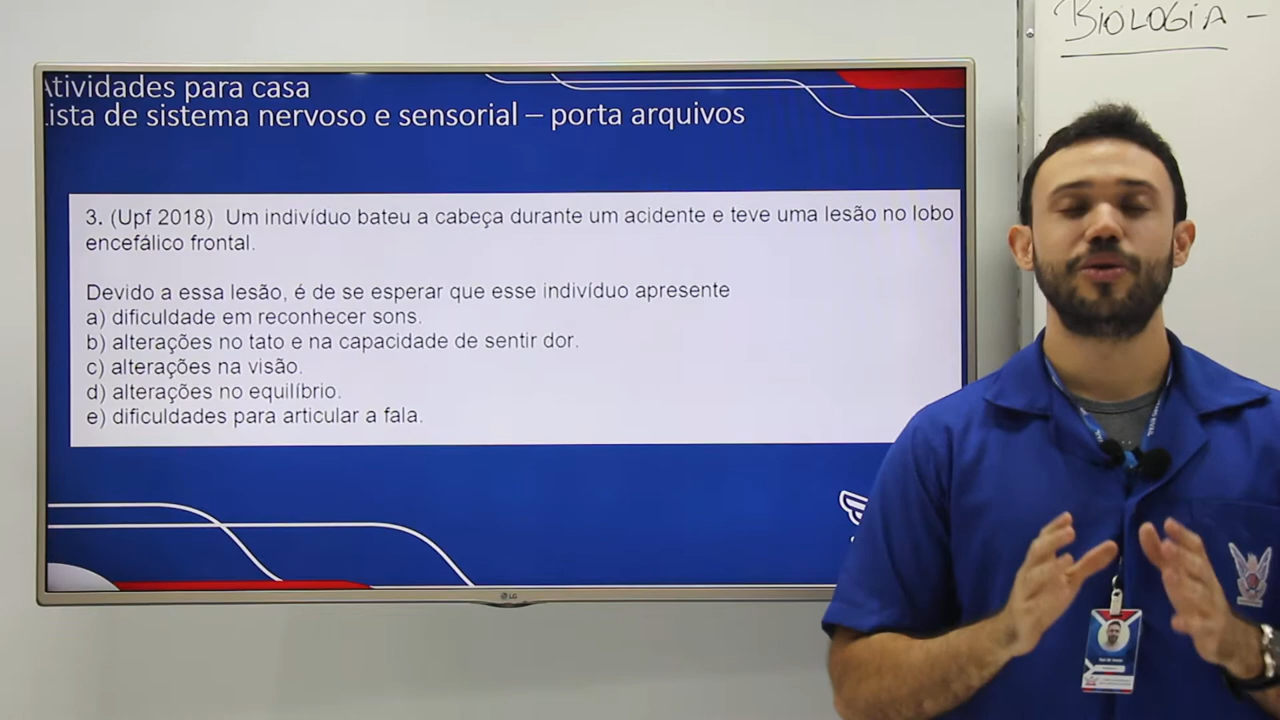 BIOLOGIA -
Atividades para casa
Lista de sistema nervoso e sensorial – porta arquivos
3. (Upf 2018) Um indivíduo bateu a cabeça durante um acidente e teve uma lesão no lobo
encefálico frontal.
Devido a essa lesão, é de se esperar que esse indivíduo apresente
a) dificuldade em reconhecer sons.
b) alterações no tato e na capacidade de sentir dor.
c) alterações na visão.
d) alterações no equilíbrio.
e) dificuldades para articular a fala.
LG